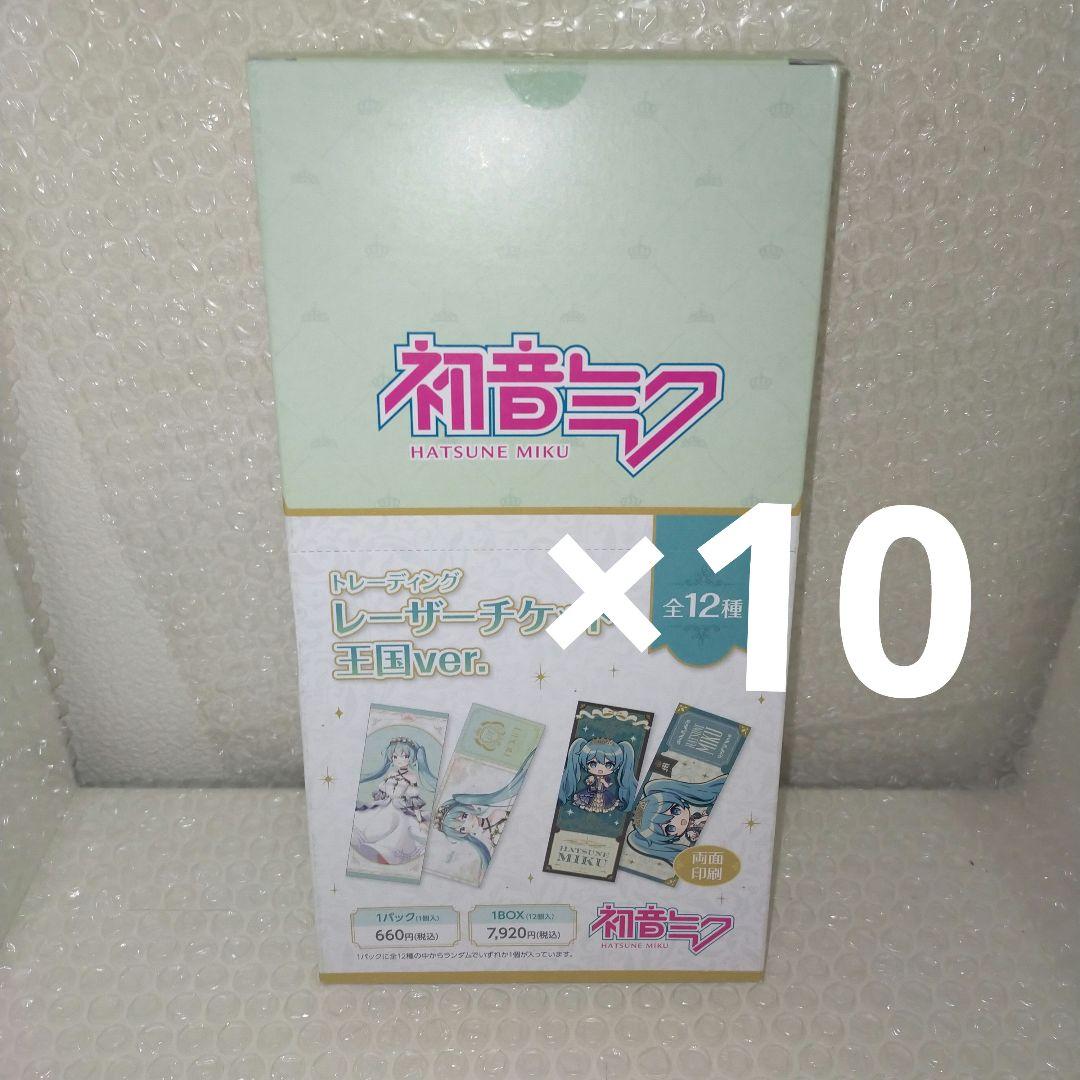 初音ミク
HATSUNE MIKU
×10
トレーディング
レーザーチケット
王国ver.
全12種
HATSUNE
MIKU
HATSUNE
MIKU
両面
印刷
1パック(1個入)
660円(税込)
1BOX(12個入)
7,920円(税込)
初音ミク
HATSUNE MIKU
1パックに全12種の中からランダムでいずれか1個が入っています。